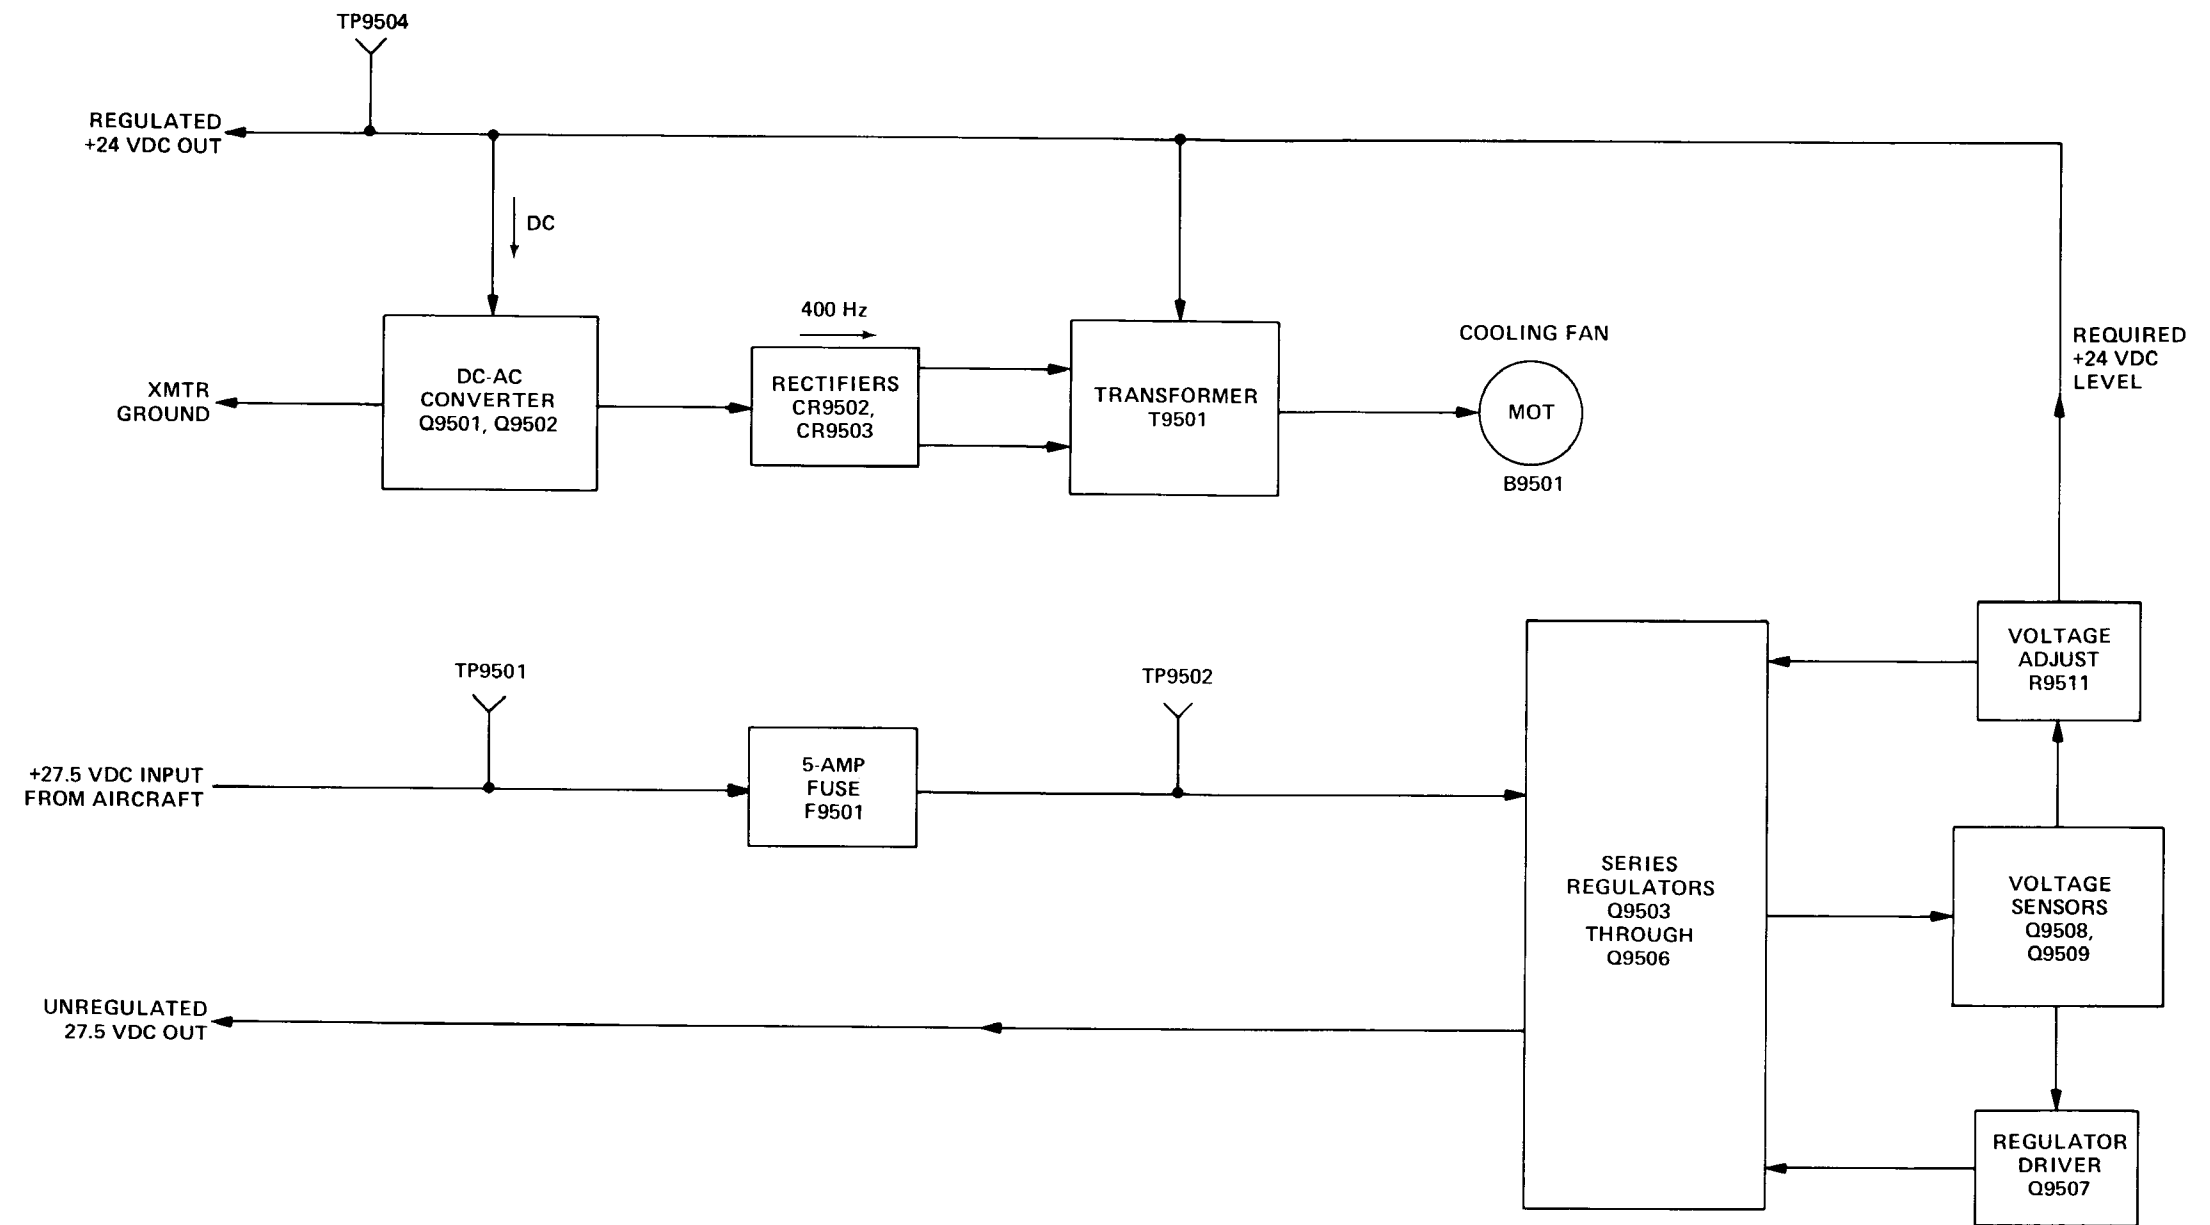 TP9504
REGULATED
+24 VDC OUT
DC
400 Hz
XMTR
GROUND
DC-AC
CONVERTER
Q9501, Q9502
RECTIFIERS
CR9502,
CR9503
TRANSFORMER
T9501
COOLING FAN
MOT
B9501
REQUIRED
+24 VDC
LEVEL
VOLTAGE
ADJUST
R9511
TP9501
TP9502
+27.5 VDC INPUT
FROM AIRCRAFT
5-AMP
FUSE
F9501
SERIES
REGULATORS
Q9503
THROUGH
Q9506
VOLTAGE
SENSORS
Q9508,
Q9509
UNREGULATED
27.5 VDC OUT
REGULATOR
DRIVER
Q9507